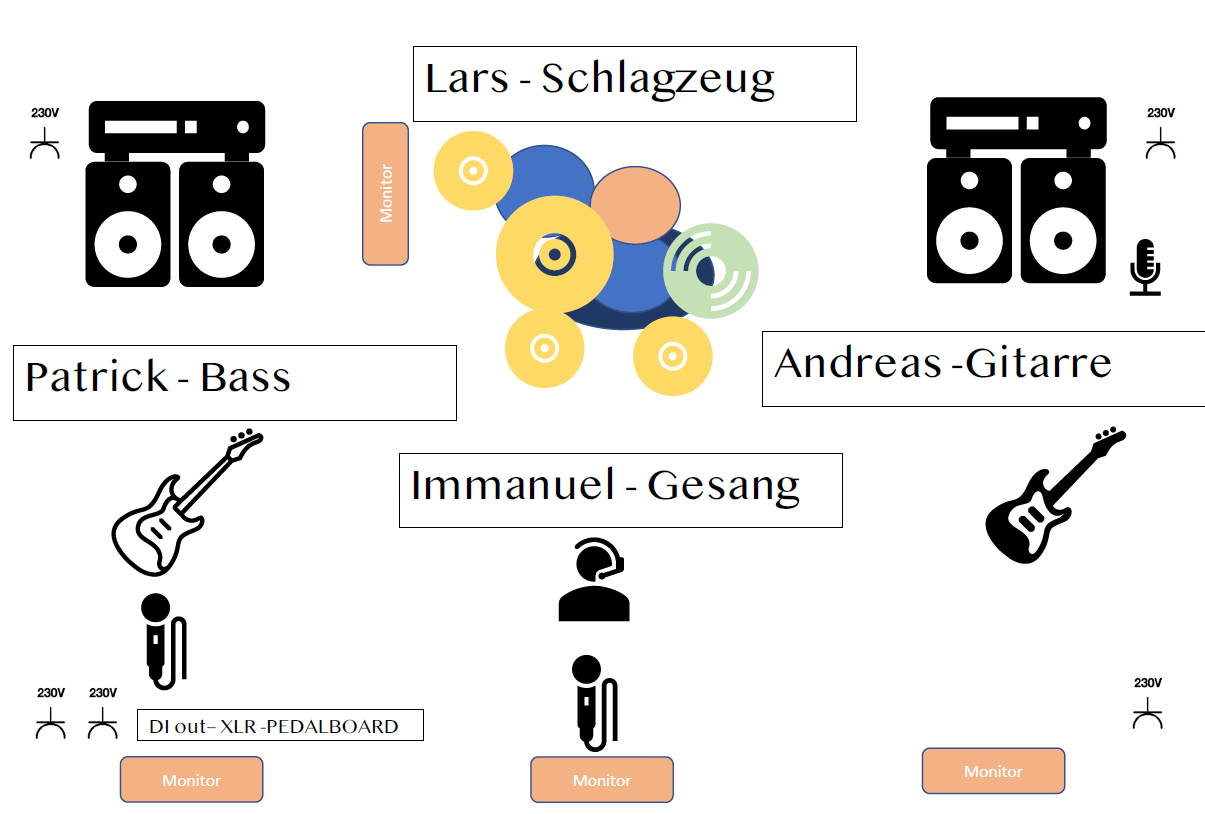 Lars - Schlagzeug
230V
230V
Monitor
Patrick - Bass
Andreas -Gitarre
Immanuel - Gesang
230V
230V
230V
DI out– XLR -PEDALBOARD
Monitor
Monitor
Monitor